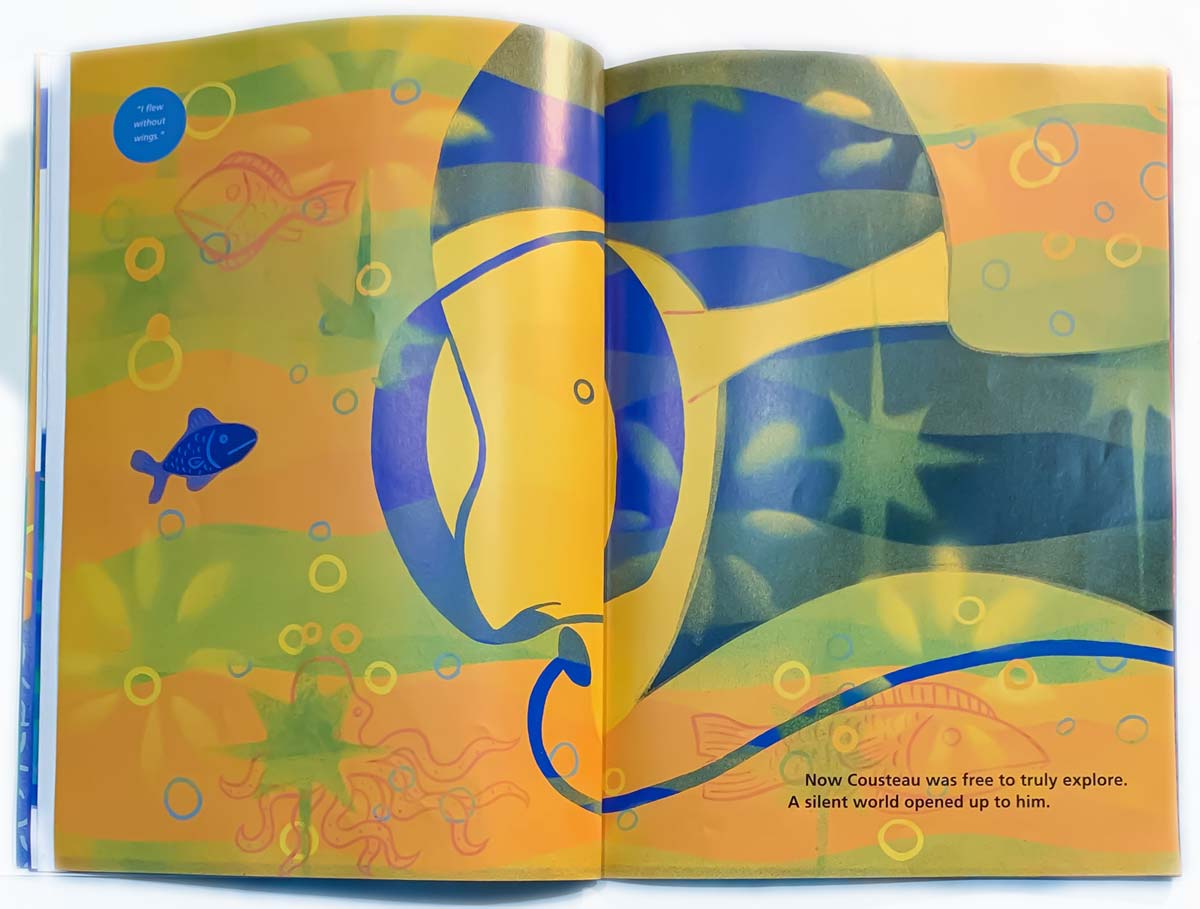 "I flew
without
wings."
Now Cousteau was free to truly explore.
A silent world opened up to him.